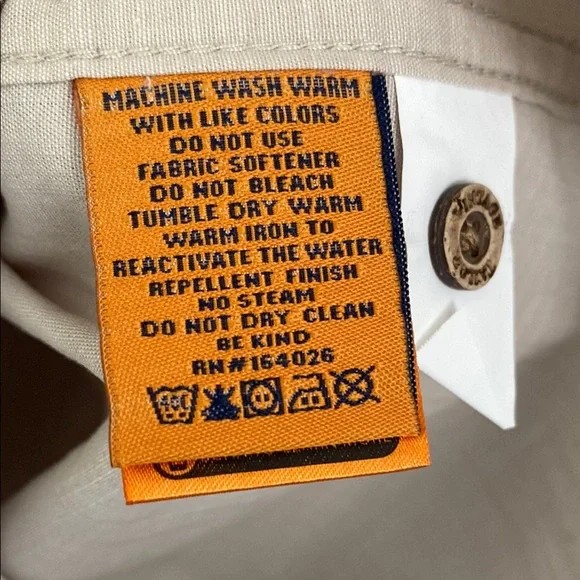 MACHINE WASH WARM
WITH LIKE COLORS
DO NOT USE
FABRIC SOFTENER
DO NOT BLEACH
TUMBLE DRY WARM
WARM IRON TO
REACTIVATE THE WATER
REPELLENT FINISH
NO STEAM
DO NOT DRY CLEAN
BE KIND
RN#164026